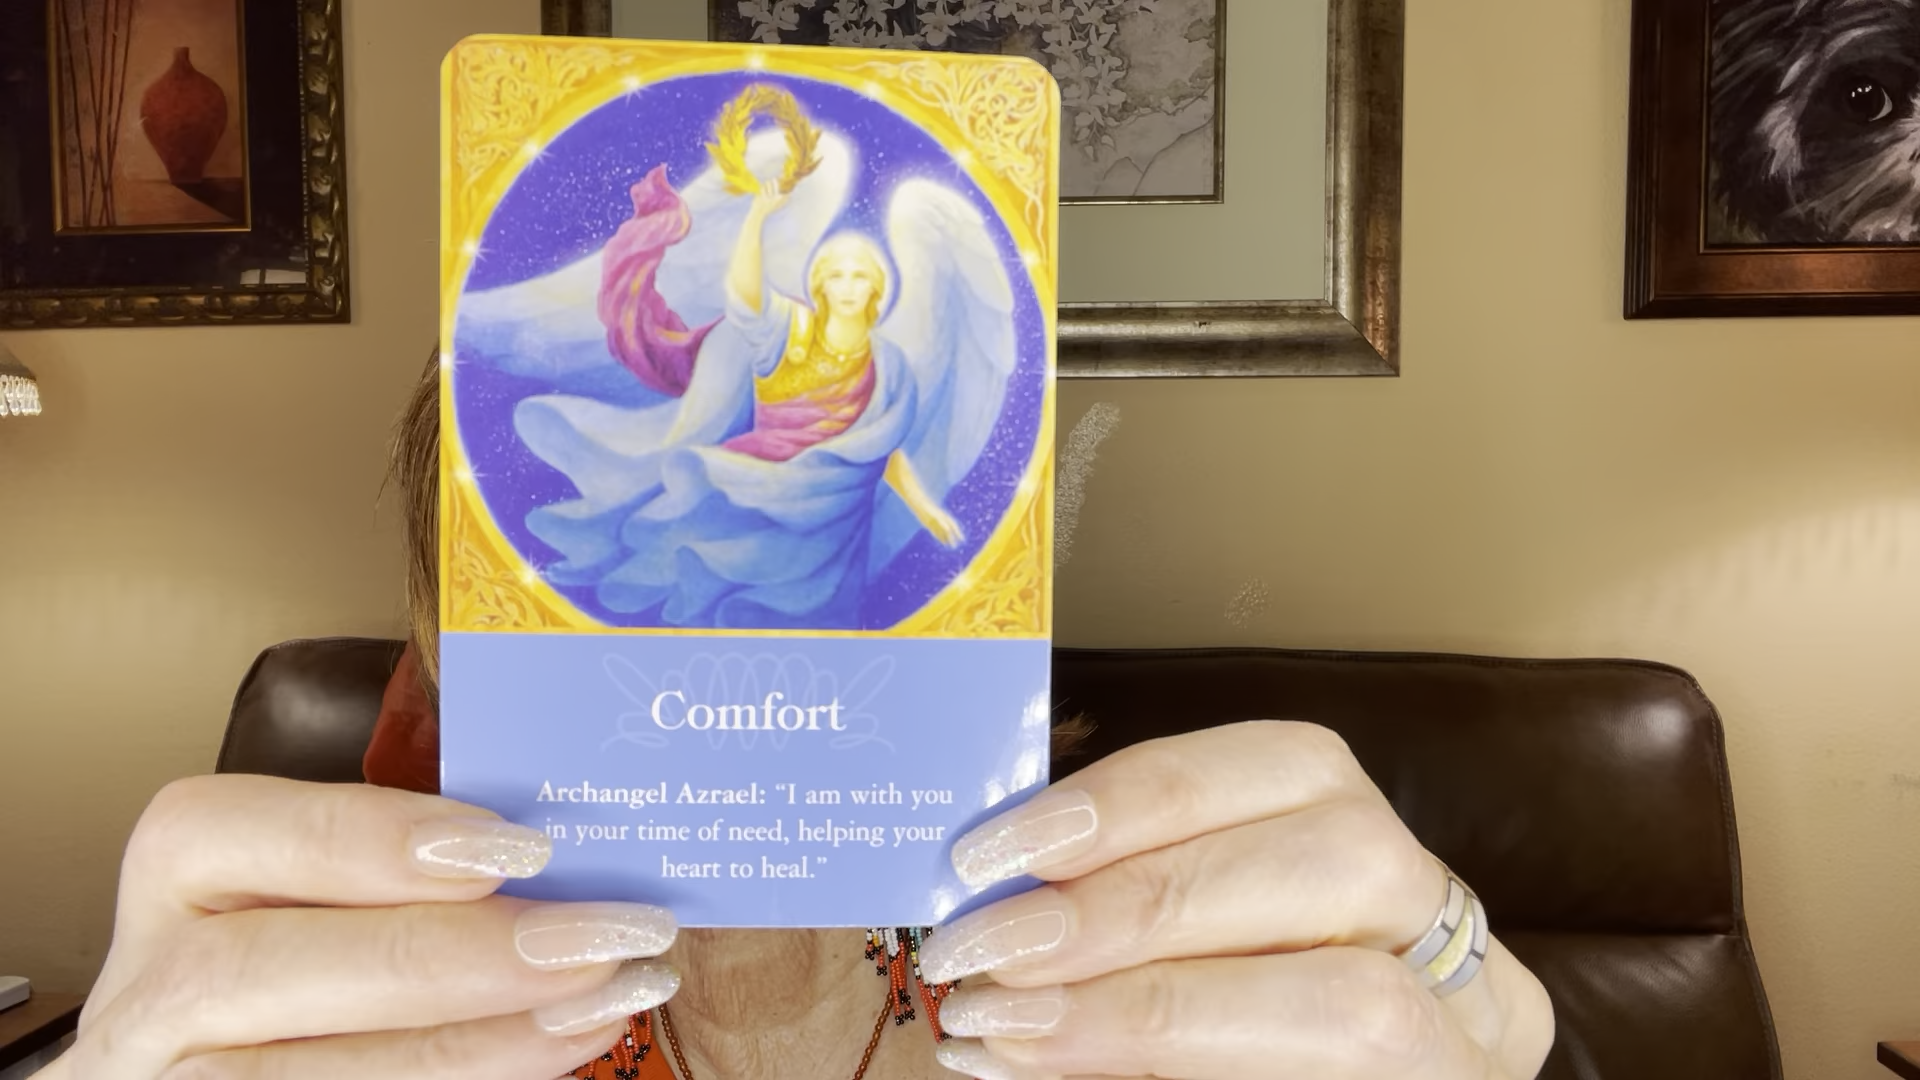 Comfort
Archangel Azrael: “I am with you
in your time of need, helping your
heart to heal.”